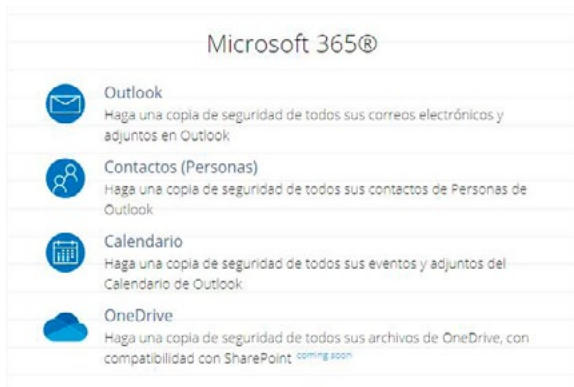 Microsoft 365®
Outlook
Haga una copia de seguridad de todos sus correos electrónicos y
adjuntos en Outlook
Contactos (Personas)
Haga una copia de seguridad de todos sus contactos de Personas de
Outlook
Calendario
Haga una copia de seguridad de todos sus eventos y adjuntos del
Calendario de Outlook
OneDrive
Haga una copia de seguridad de todos sus archivos de OneDrive, con
compatibilidad con SharePoint coming soon